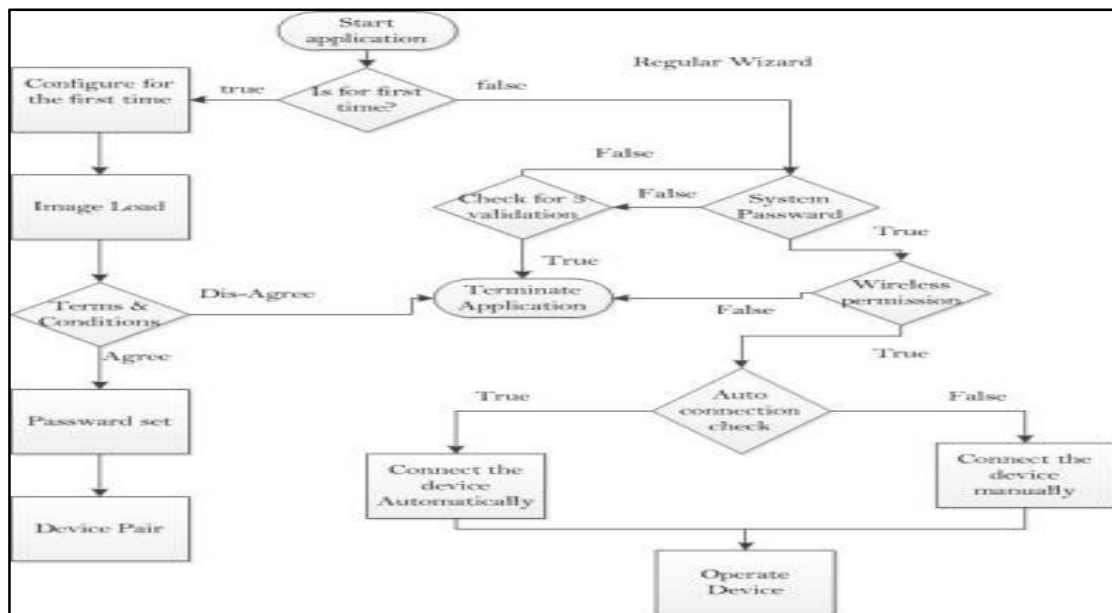 Start
application
Regular Wizard
Configure for
the first time
true
Is for first
time?
false
False
Image Load
Check for 3
validation
False
System
Password
True
True
Dis-Agree
Terminate
Application
Wireless
permission
Terms &
Conditions
False
Agree
True
True
Auto
connection
check
False
Passward set
Connect the
device
Automatically
Connect the
device
manually
Device Pair
Operate
Device